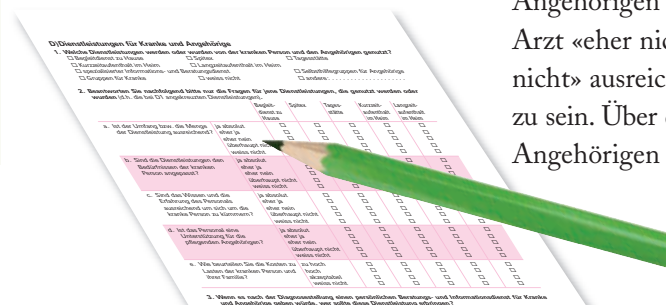 D)Dienstleistungen für Kranke und Angehörige
1. Welche Dienstleistungen werden oder wurden von der kranken Person und den Angehörigen genutzt?
☐ Begleitdienst zu Hause ☐ Spitex ☐ Tagesstätte
☐ Kurzzeitaufenthalt im Heim ☐ Langzeitaufenthalt im Heim
☐ spezialisierter Informations- und Beratungsdienst ☐ Selbsthilfegruppen für Angehörige
☐ Gruppen für Kranke ☐ weiss nicht ☐ andere:
2. Beantworten Sie nachfolgend bitte nur die Fragen für jene Dienstleistungen, die genutzt werden oder
wurden (d.h. die bei D1 angekreuzten Dienstleistungen).
Begleit- Spitex Tages- Kurzzeit- Langzeit-
dienst zu stätte aufenthalt aufenthalt
Hause im Heim im Heim
a. Ist der Umfang bzw. die Menge ja absolut
der Dienstleistung ausreichend? eher ja
eher nein
überhaupt nicht
weiss nicht
b. Sind die Dienstleistungen den ja absolut
Bedürfnissen der kranken eher ja
Person angepasst? eher nein
überhaupt nicht
weiss nicht
c. Sind das Wissen und die ja absolut
Erfahrung des Personals eher ja
ausreichend um sich um die eher nein
kranke Person zu kümmern? überhaupt nicht
weiss nicht
d. Ist das Personal eine ja absolut
Unterstützung für die eher ja
pflegenden Angehörigen? eher nein
überhaupt nicht
weiss nicht
e. Wie beurteilen Sie die Kosten zu zu hoch
Lasten der kranken Person und hoch
ihrer Familie? akzeptabel
weiss nicht
3. Wenn es nach der Diagnosestellung einen persönlichen Beratungs- und Informationsdienst für Kranke
und Angehörige geben würde, wer sollte diese Dienstleistung erbringen?
Angehörigen
Arzt «eher nic
nicht» ausreic
zu sein. Über
Angehörigen